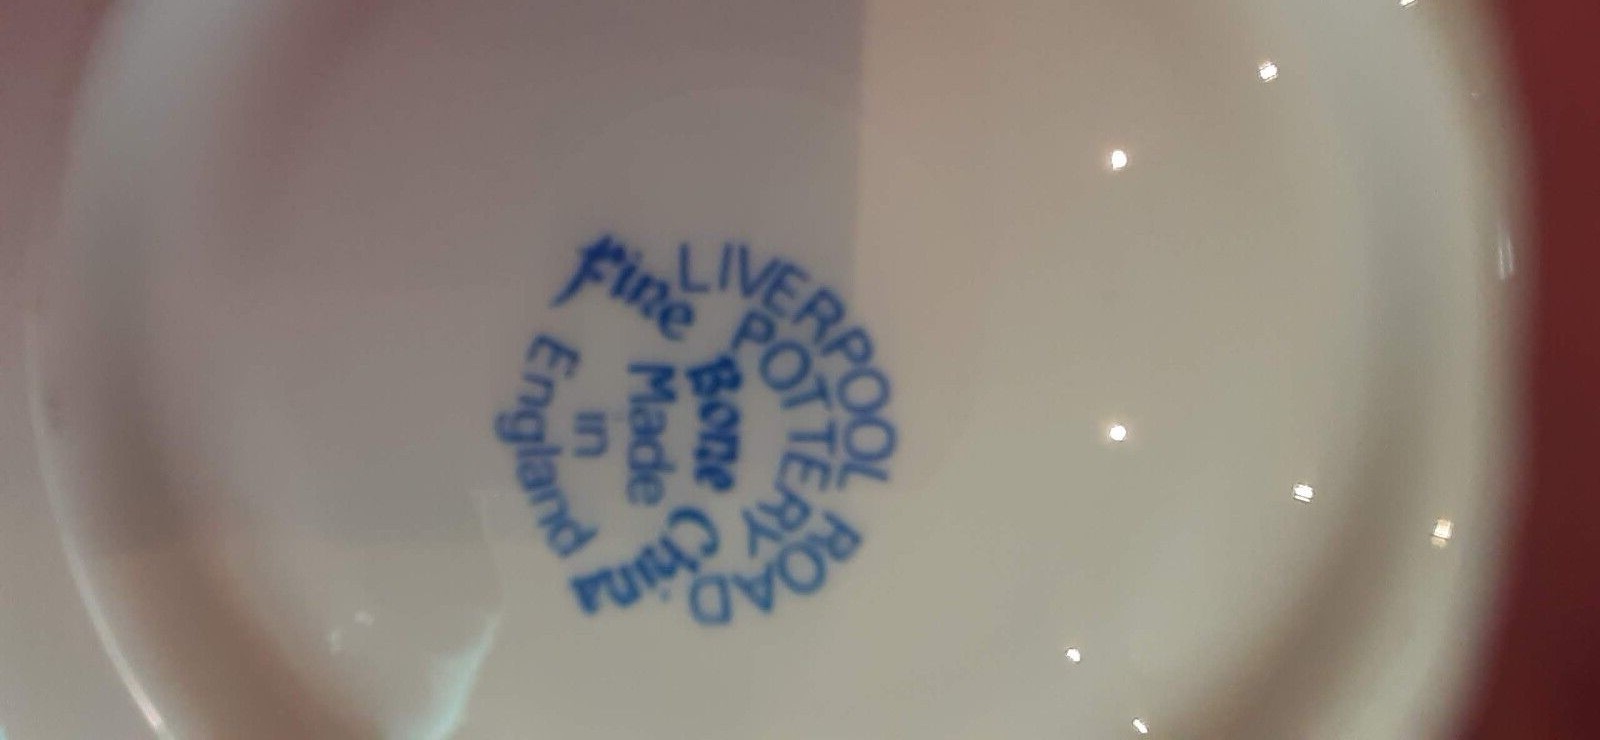 LIVERPOOL ROAD
POTTERY
Fine Bone China
Made
in
England